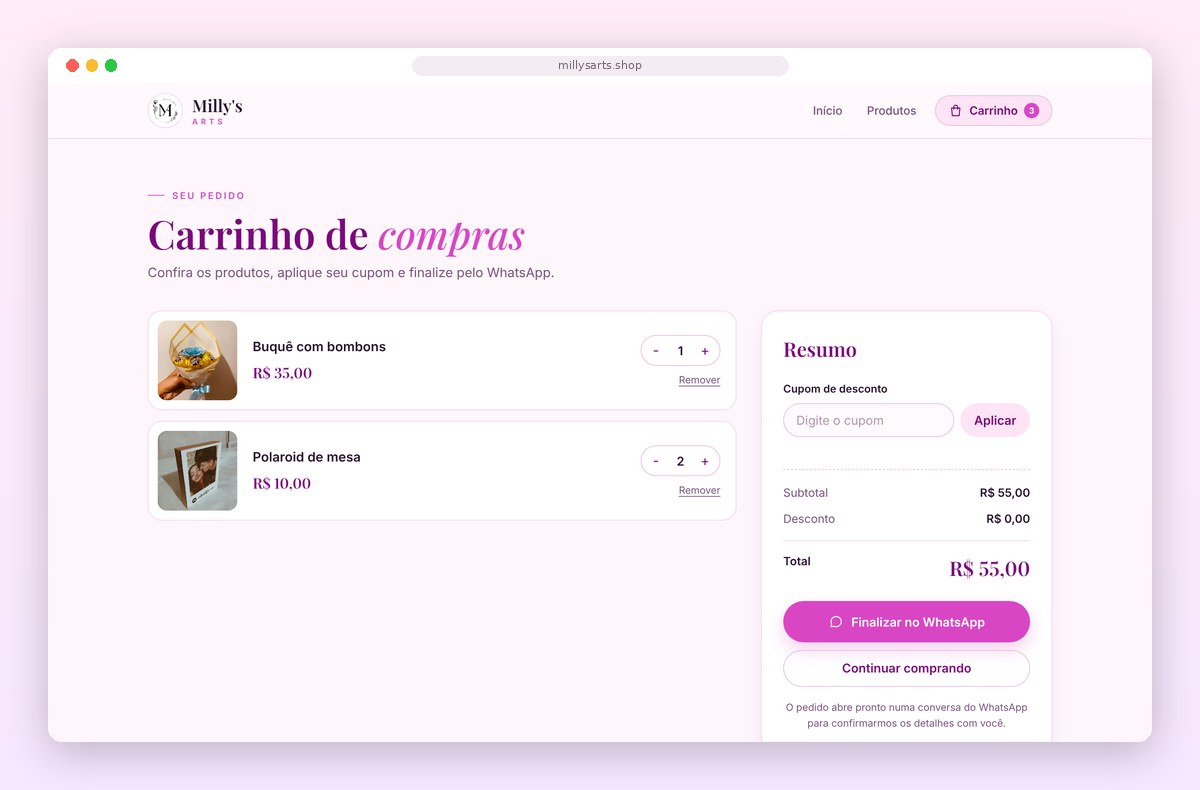 millysarts.shop
Milly's
ARTS
M
Início
Produtos
Carrinho
3
SEU PEDIDO
Carrinho de compras
Confira os produtos, aplique seu cupom e finalize pelo WhatsApp.
Buquê com bombons
R$ 35,00
- 1 +
Remover
Polaroid de mesa
R$ 10,00
- 2 +
Remover
Resumo
Cupom de desconto
Digite o cupom
Aplicar
Subtotal
R$ 55,00
Desconto
R$ 0,00
Total
R$ 55,00
Finalizar no WhatsApp
Continuar comprando
O pedido abre pronto numa conversa do WhatsApp
para confirmarmos os detalhes com você.